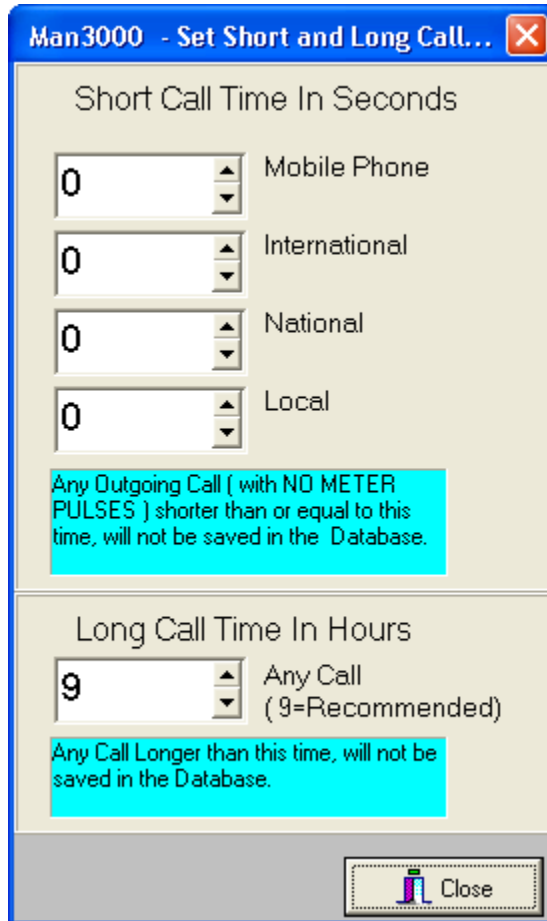 Man3000 - Set Short and Long Call...
Short Call Time In Seconds
0 Mobile Phone
0 International
0 National
0 Local
Any Outgoing Call ( with NO METER
PULSES ) shorter than or equal to this
time, will not be saved in the Database.
Long Call Time In Hours
9 Any Call
( 9=Recommended)
Any Call Longer than this time, will not be
saved in the Database.
Close